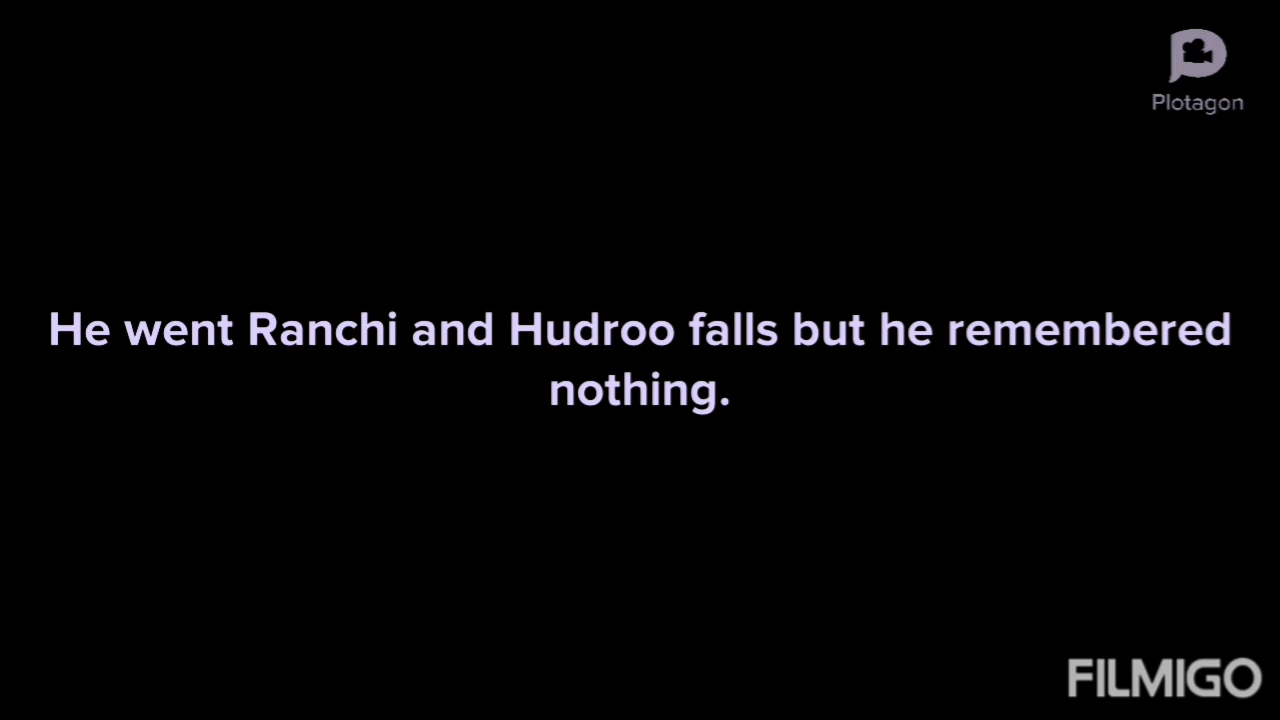 Plotagon
He went Ranchi and Hudroo falls but he remembered
nothing.
FILMIGO